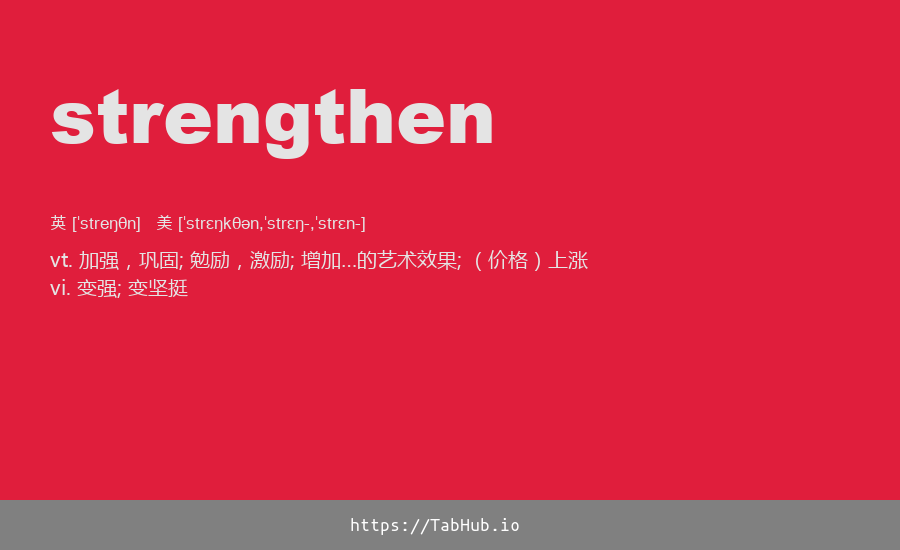 strengthen
英 [ˈstreŋθn] 美 [ˈstrɛŋkθən,ˈstrɛŋ-,ˈstrɛn-]
vt. 加强，巩固; 勉励，激励; 增加...的艺术效果; （价格）上涨
vi. 变强; 变坚挺
https://TabHub.io